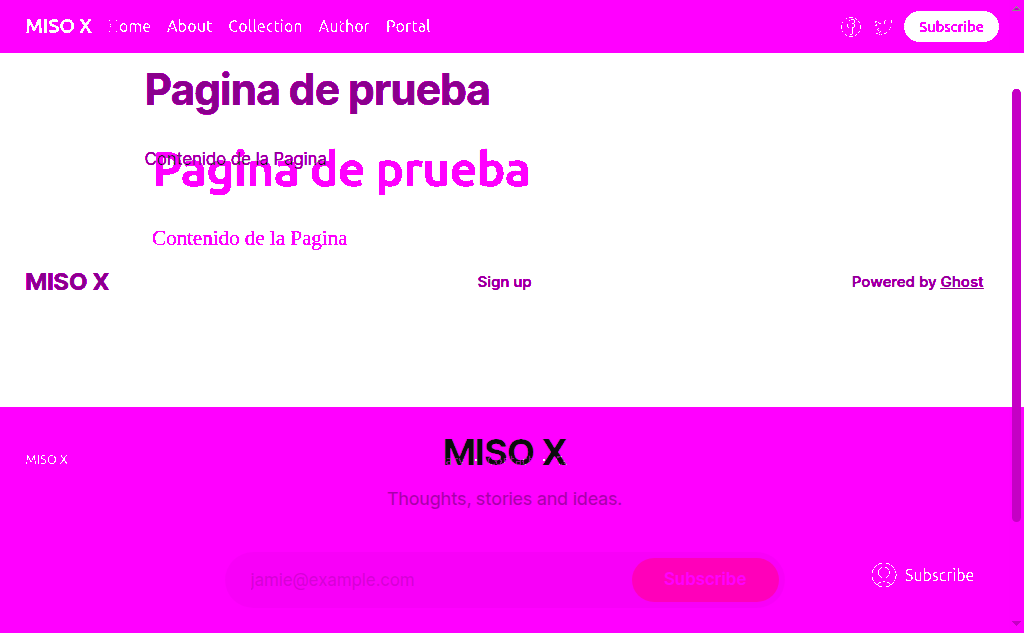 MISO X Home About Collection Author Portal Subscribe
Pagina de prueba
Contenido de la Pagina
Pagina de prueba
Contenido de la Pagina
MISO X Sign up Powered by Ghost
MISO X
MISO X
Thoughts, stories and ideas.
jamie@example.com Subscribe
Subscribe